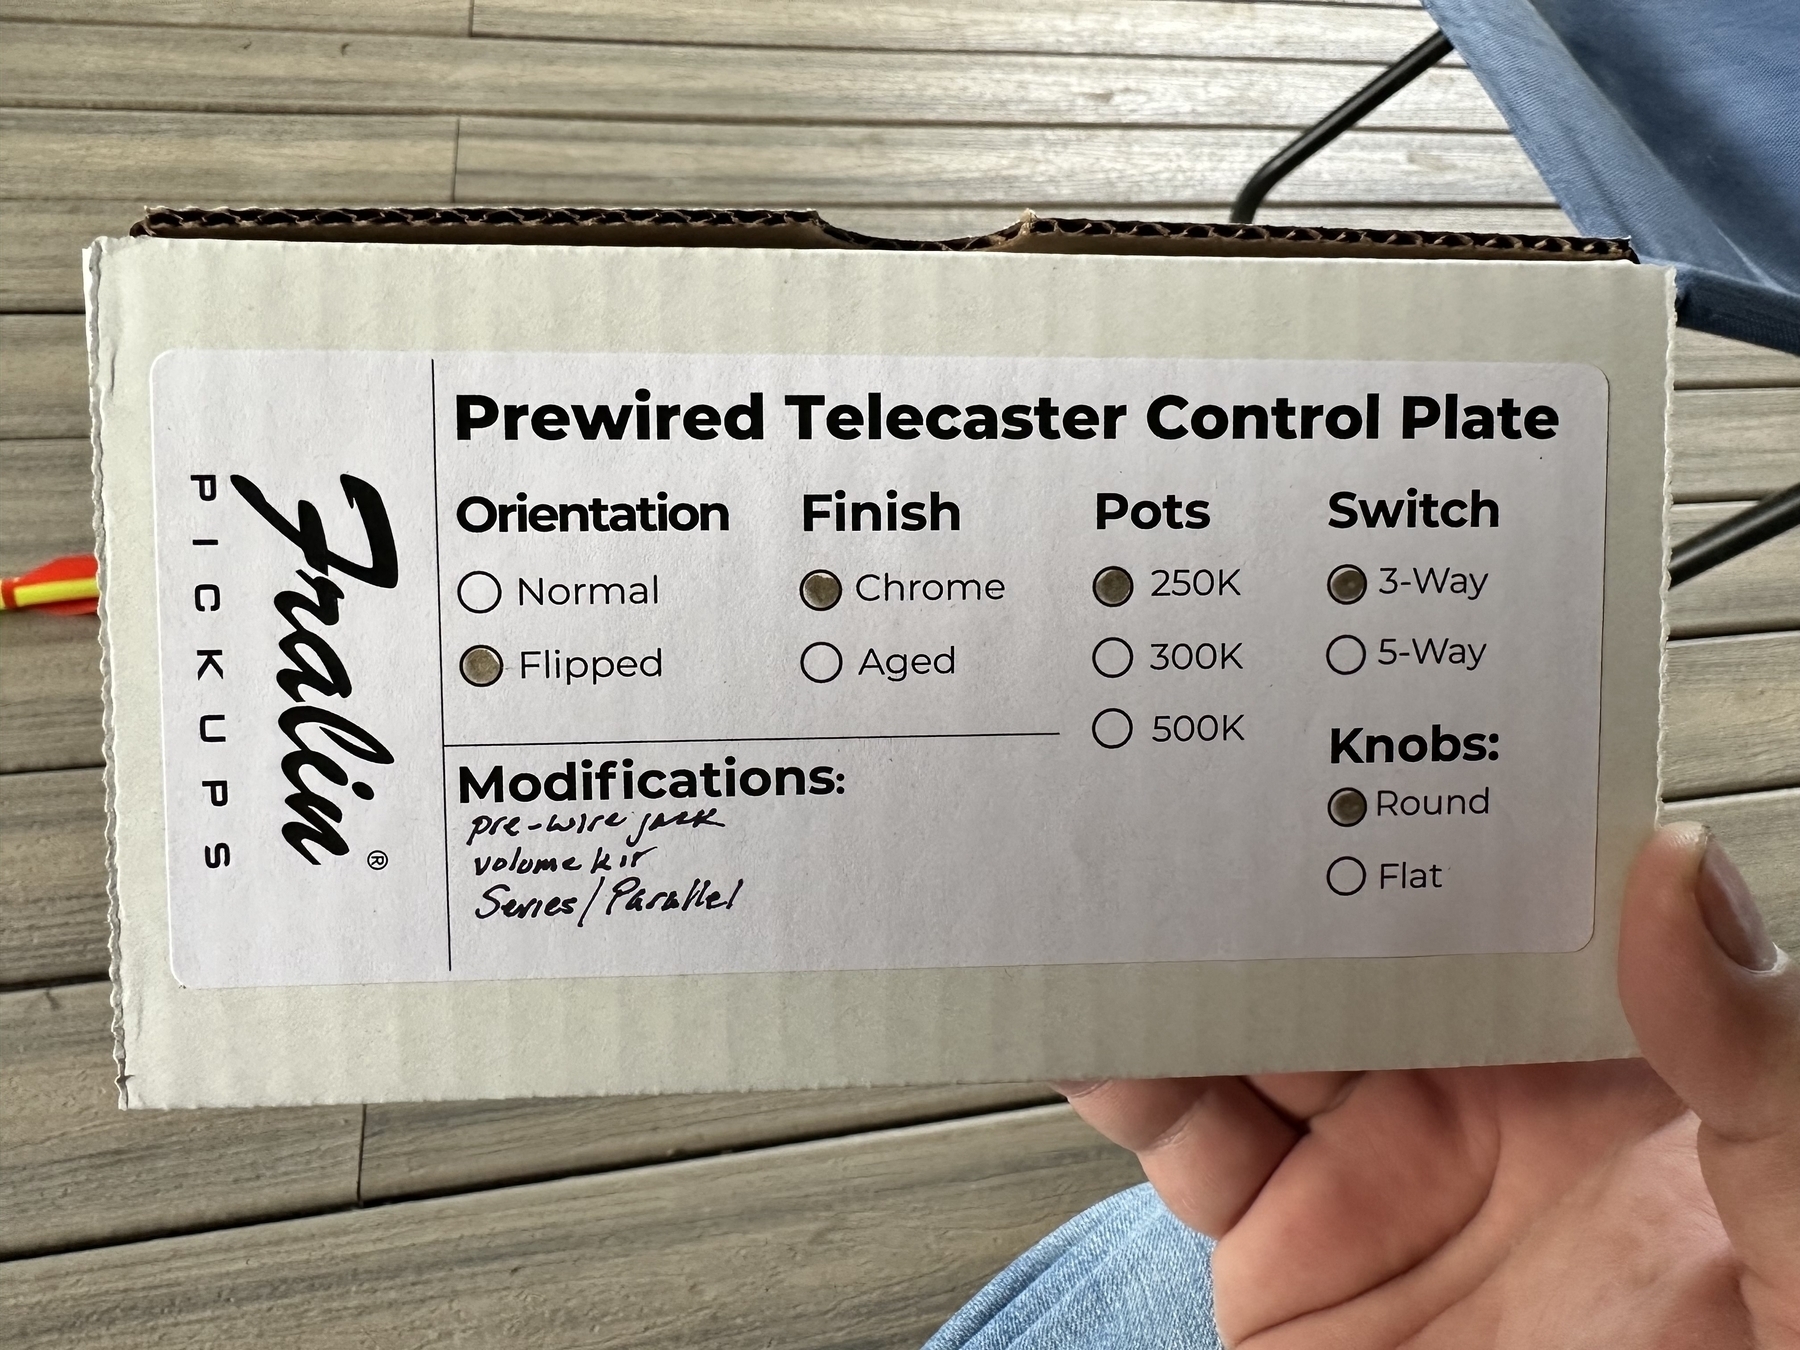 Fralin®
PICKUPS
Prewired Telecaster Control Plate
Orientation
Normal
Flipped
Finish
Chrome
Aged
Pots
250K
300K
500K
Switch
3-Way
5-Way
Knobs:
Round
Flat
Modifications:
pre-wire jack
volume kit
Series/Parallel